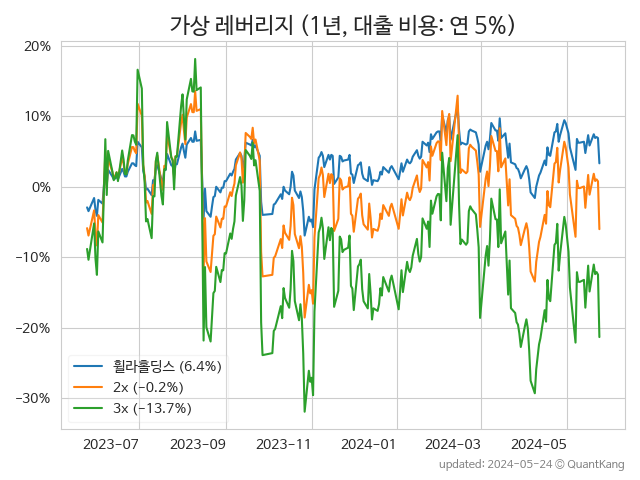 가상 레버리지 (1년, 대출 비용: 연 5%)
20%
10%
0%
−10%
−20%
−30%
휠라홀딩스 (6.4%)
2x (−0.2%)
3x (−13.7%)
2023-07 2023-09 2023-11 2024-01 2024-03 2024-05
updated: 2024-05-24 © QuantKang